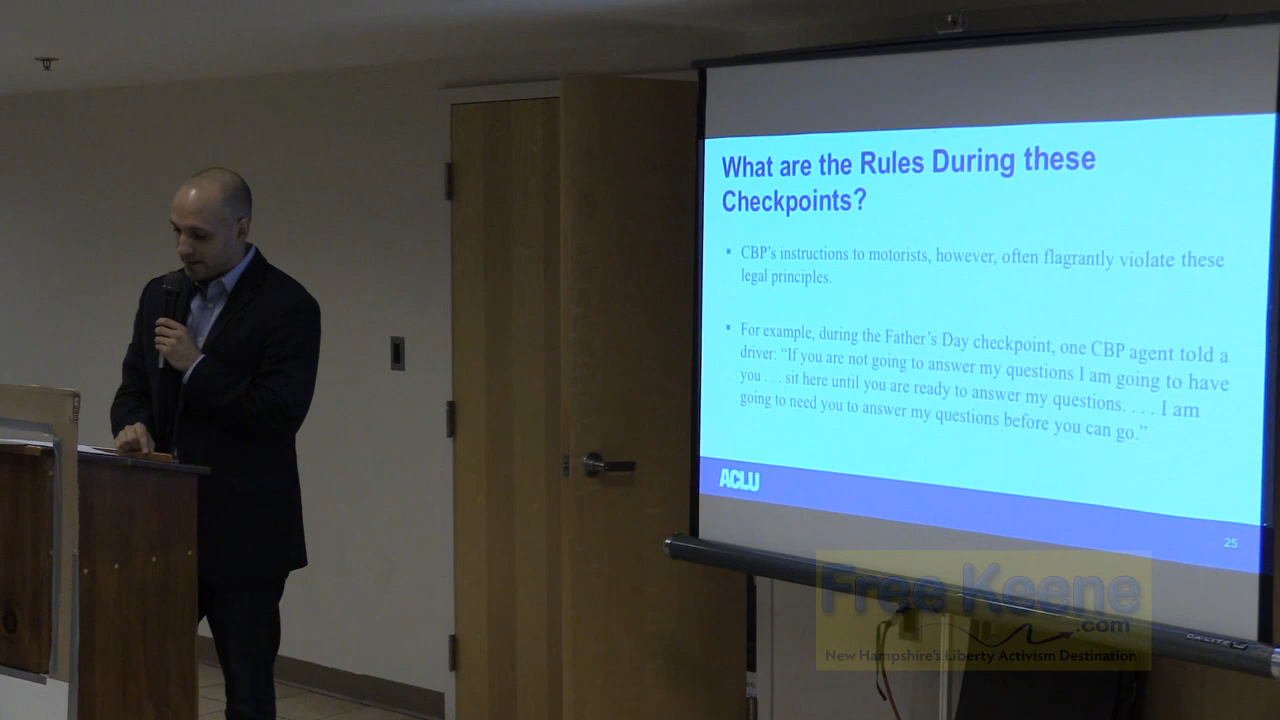 What are the Rules During these
Checkpoints?
▪ CBP's instructions to motorists, however, often flagrantly violate these
legal principles.
▪ For example, during the Father's Day checkpoint, one CBP agent told a
driver: “If you are not going to answer my questions I am going to have
you . . . sit here until you are ready to answer my questions. . . . I am
going to need you to answer my questions before you can go.”
ACLU
25
Free Keene
.com
New Hampshire's Liberty Activism Destination
DA-LITE